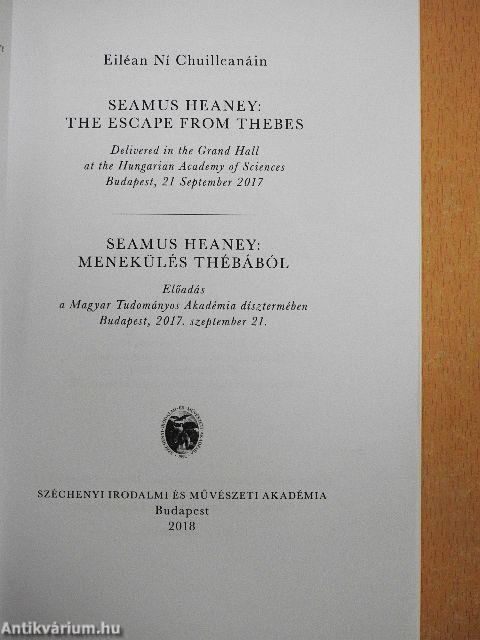 Eiléan Ní Chuilleanáin
SEAMUS HEANEY:
THE ESCAPE FROM THEBES
Delivered in the Grand Hall
at the Hungarian Academy of Sciences
Budapest, 21 September 2017
SEAMUS HEANEY:
MENEKÜLÉS THÉBÁBÓL
Előadás
a Magyar Tudományos Akadémia dísztermében
Budapest, 2017. szeptember 21.
SZÉCHENYI IRODALMI ÉS MŰVÉSZETI AKADÉMIA
Budapest
2018
Antikvárium.hu